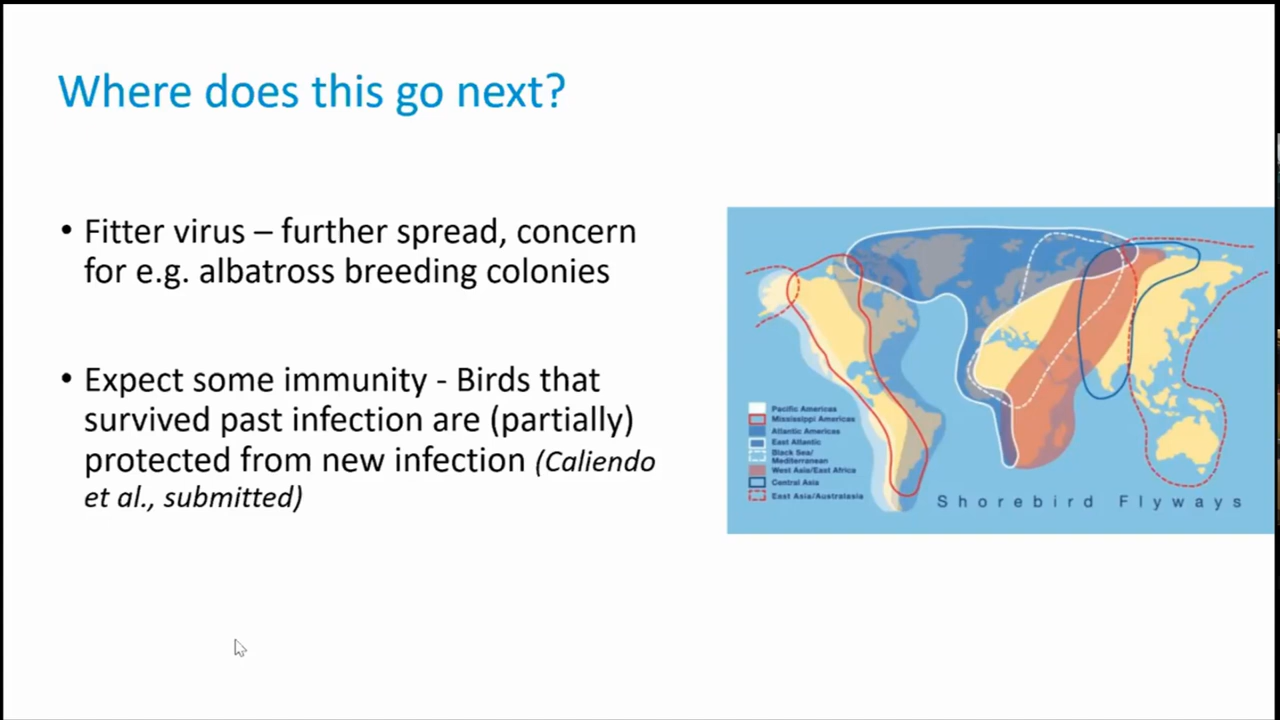 Where does this go next?
• Fitter virus – further spread, concern
for e.g. albatross breeding colonies
• Expect some immunity - Birds that
survived past infection are (partially)
protected from new infection (Caliendo
et al., submitted)
Pacific Americas
Mississippi Americas
Atlantic Americas
East Atlantic
Black Sea/
Mediterranean
West Asia/East Africa
Central Asia
East Asia/Australasia
Shorebird Flyways